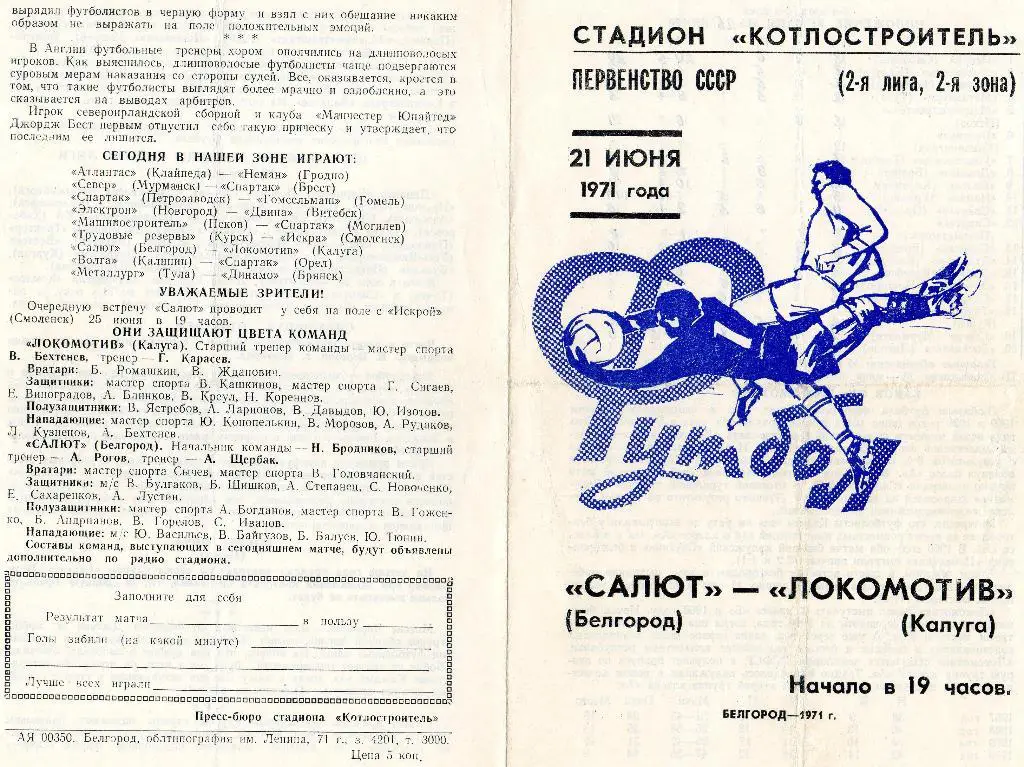 вырядил футболистов в черную форму и взял с них обещание никаким
образом не выражать на поле положительных эмоций.
* * *
В Англии футбольные тренеры хором ополчились на длинноволосых
игроков. Как выяснилось, длинноволосые футболисты чаще подвергаются
суровым мерам наказания со стороны судей. Все, оказывается, кроется в
том, что такие футболисты выглядят более мрачно и озлобленно, а это
сказывается на выводах арбитров.
Игрок североирландской сборной и клуба «Манчестер Юнайтед»
Джордж Бест первым отпустил себе такую прическу и утверждает, что
последним ее лишится.
СЕГОДНЯ В НАШЕЙ ЗОНЕ ИГРАЮТ:
«Атлантас» (Клайпеда) — «Неман» (Гродно)
«Север» (Мурманск) — «Спартак» (Брест)
«Спартак» (Петрозаводск) — «Гомсельмаш» (Гомель)
«Электрон» (Новгород) — «Двина» (Витебск)
«Машиностроитель» (Псков) — «Спартак» (Могилев)
«Трудовые резервы» (Курск) — «Искра» (Смоленск)
«Салют» (Белгород) — «Локомотив» (Калуга)
«Волга» (Калинин) — «Спартак» (Орел)
«Металлург» (Тула) — «Динамо» (Брянск)
УВАЖАЕМЫЕ ЗРИТЕЛИ!
Очередную встречу «Салют» проводит у себя на поле с «Искрой»
(Смоленск) 25 июня в 19 часов.
ОНИ ЗАЩИЩАЮТ ЦВЕТА КОМАНД
«ЛОКОМОТИВ» (Калуга). Старший тренер команды — мастер спорта
В. Бехтенев, тренер — Г. Карасев.
Вратари: Б. Ромашкин, В. Жданович.
Защитники: мастер спорта В. Кашкинов, мастер спорта Г. Сигаев,
Е. Виноградов, А. Блинков, В. Креул, Н. Кореннов.
Полузащитники: В. Ястребов, А. Ларионов, В. Давыдов, Ю. Изотов.
Нападающие: мастер спорта Ю. Конопелькин, В. Морозов, А. Рудаков,
Л. Кузнецов, А. Бехтенев.
«САЛЮТ» (Белгород). Начальник команды — Н. Бродников, старший
тренер — А. Рогов, тренер — А. Щербак.
Вратари: мастер спорта Сычев, мастер спорта В. Головчанский.
Защитники: м/с В. Булгаков, Б. Шишков, А. Степанец, С. Новоченко,
Е. Сахаренков, А. Лустин.
Полузащитники: мастер спорта А. Богданов, мастер спорта В. Гожен-
ко, Б. Андрианов, В. Горелов, С. Иванов.
Нападающие: м/с Ю. Васильев, В. Вайгузов, Б. Балуев, Ю. Тюнин.
Составы команд, выступающих в сегодняшнем матче, будут объявлены
дополнительно по радио стадиона.
Заполните для себя
Результат матча в пользу
Голы забили (на какой минуте)
Лучше всех играли
Пресс-бюро стадиона «Котлостроитель»
АЯ 00350. Белгород, облтипография им. Ленина, 71 г., з. 4201, т. 3000.
Цена 5 коп.
СТАДИОН «КОТЛОСТРОИТЕЛЬ»
ПЕРВЕНСТВО СССР (2-я лига, 2-я зона)
21 ИЮНЯ
1971 года
Футбол
«САЛЮТ» — «ЛОКОМОТИВ»
(Белгород) (Калуга)
Начало в 19 часов.
БЕЛГОРОД—1971 г.